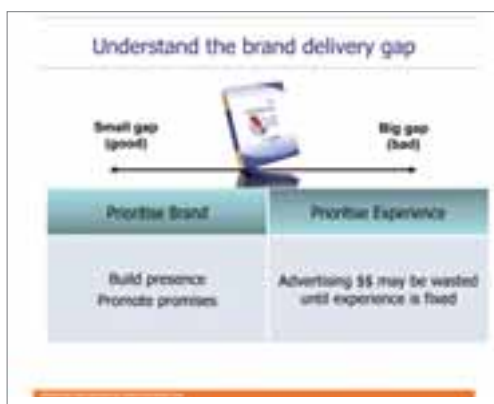 Understand the brand delivery gap
Small gap
(good)
Big gap
(bad)
Prioritise Brand
Prioritise Experience
Build presence
Promote promises
Advertising $$ may be wasted
until experience is fixed